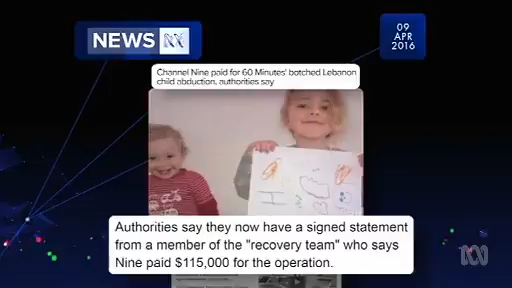 NEWS
09
APR
2016
Channel Nine paid for 60 Minutes' botched Lebanon
child abduction, authorities say
Authorities say they now have a signed statement
from a member of the "recovery team" who says
Nine paid $115,000 for the operation.